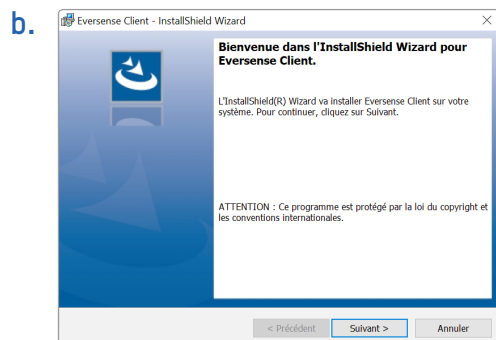 b.
Eversense Client - InstallShield Wizard
Bienvenue dans l'InstallShield Wizard pour
Eversense Client.
L'InstallShield(R) Wizard va installer Eversense Client sur votre
système. Pour continuer, cliquez sur Suivant.
ATTENTION : Ce programme est protégé par la loi du copyright et
les conventions internationales.
< Précédent Suivant > Annuler